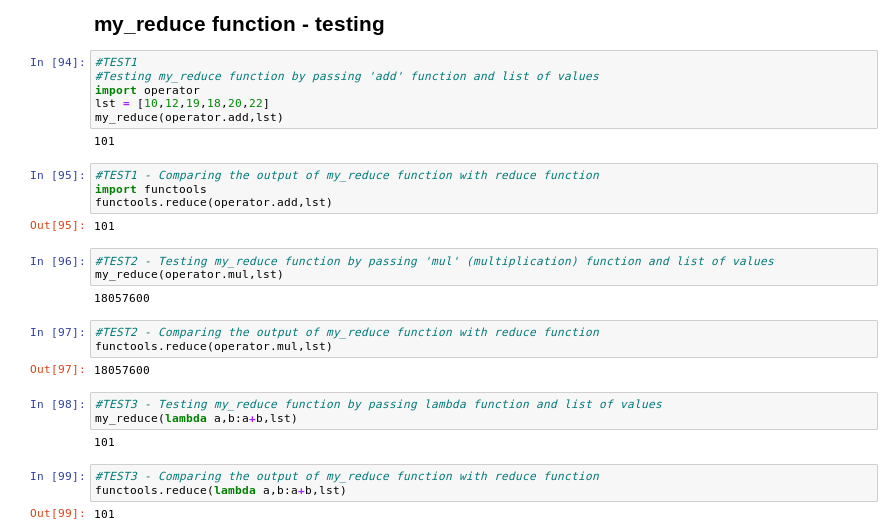 my_reduce function - testing
In [94]:
#TEST1
#Testing my_reduce function by passing 'add' function and list of values
import operator
lst = [10,12,19,18,20,22]
my_reduce(operator.add,lst)
101
In [95]:
#TEST1 - Comparing the output of my_reduce function with reduce function
import functools
functools.reduce(operator.add,lst)
Out[95]:
101
In [96]:
#TEST2 - Testing my_reduce function by passing 'mul' (multiplication) function and list of values
my_reduce(operator.mul,lst)
18057600
In [97]:
#TEST2 - Comparing the output of my_reduce function with reduce function
functools.reduce(operator.mul,lst)
Out[97]:
18057600
In [98]:
#TEST3 - Testing my_reduce function by passing lambda function and list of values
my_reduce(lambda a,b:a+b,lst)
101
In [99]:
#TEST3 - Comparing the output of my_reduce function with reduce function
functools.reduce(lambda a,b:a+b,lst)
Out[99]:
101